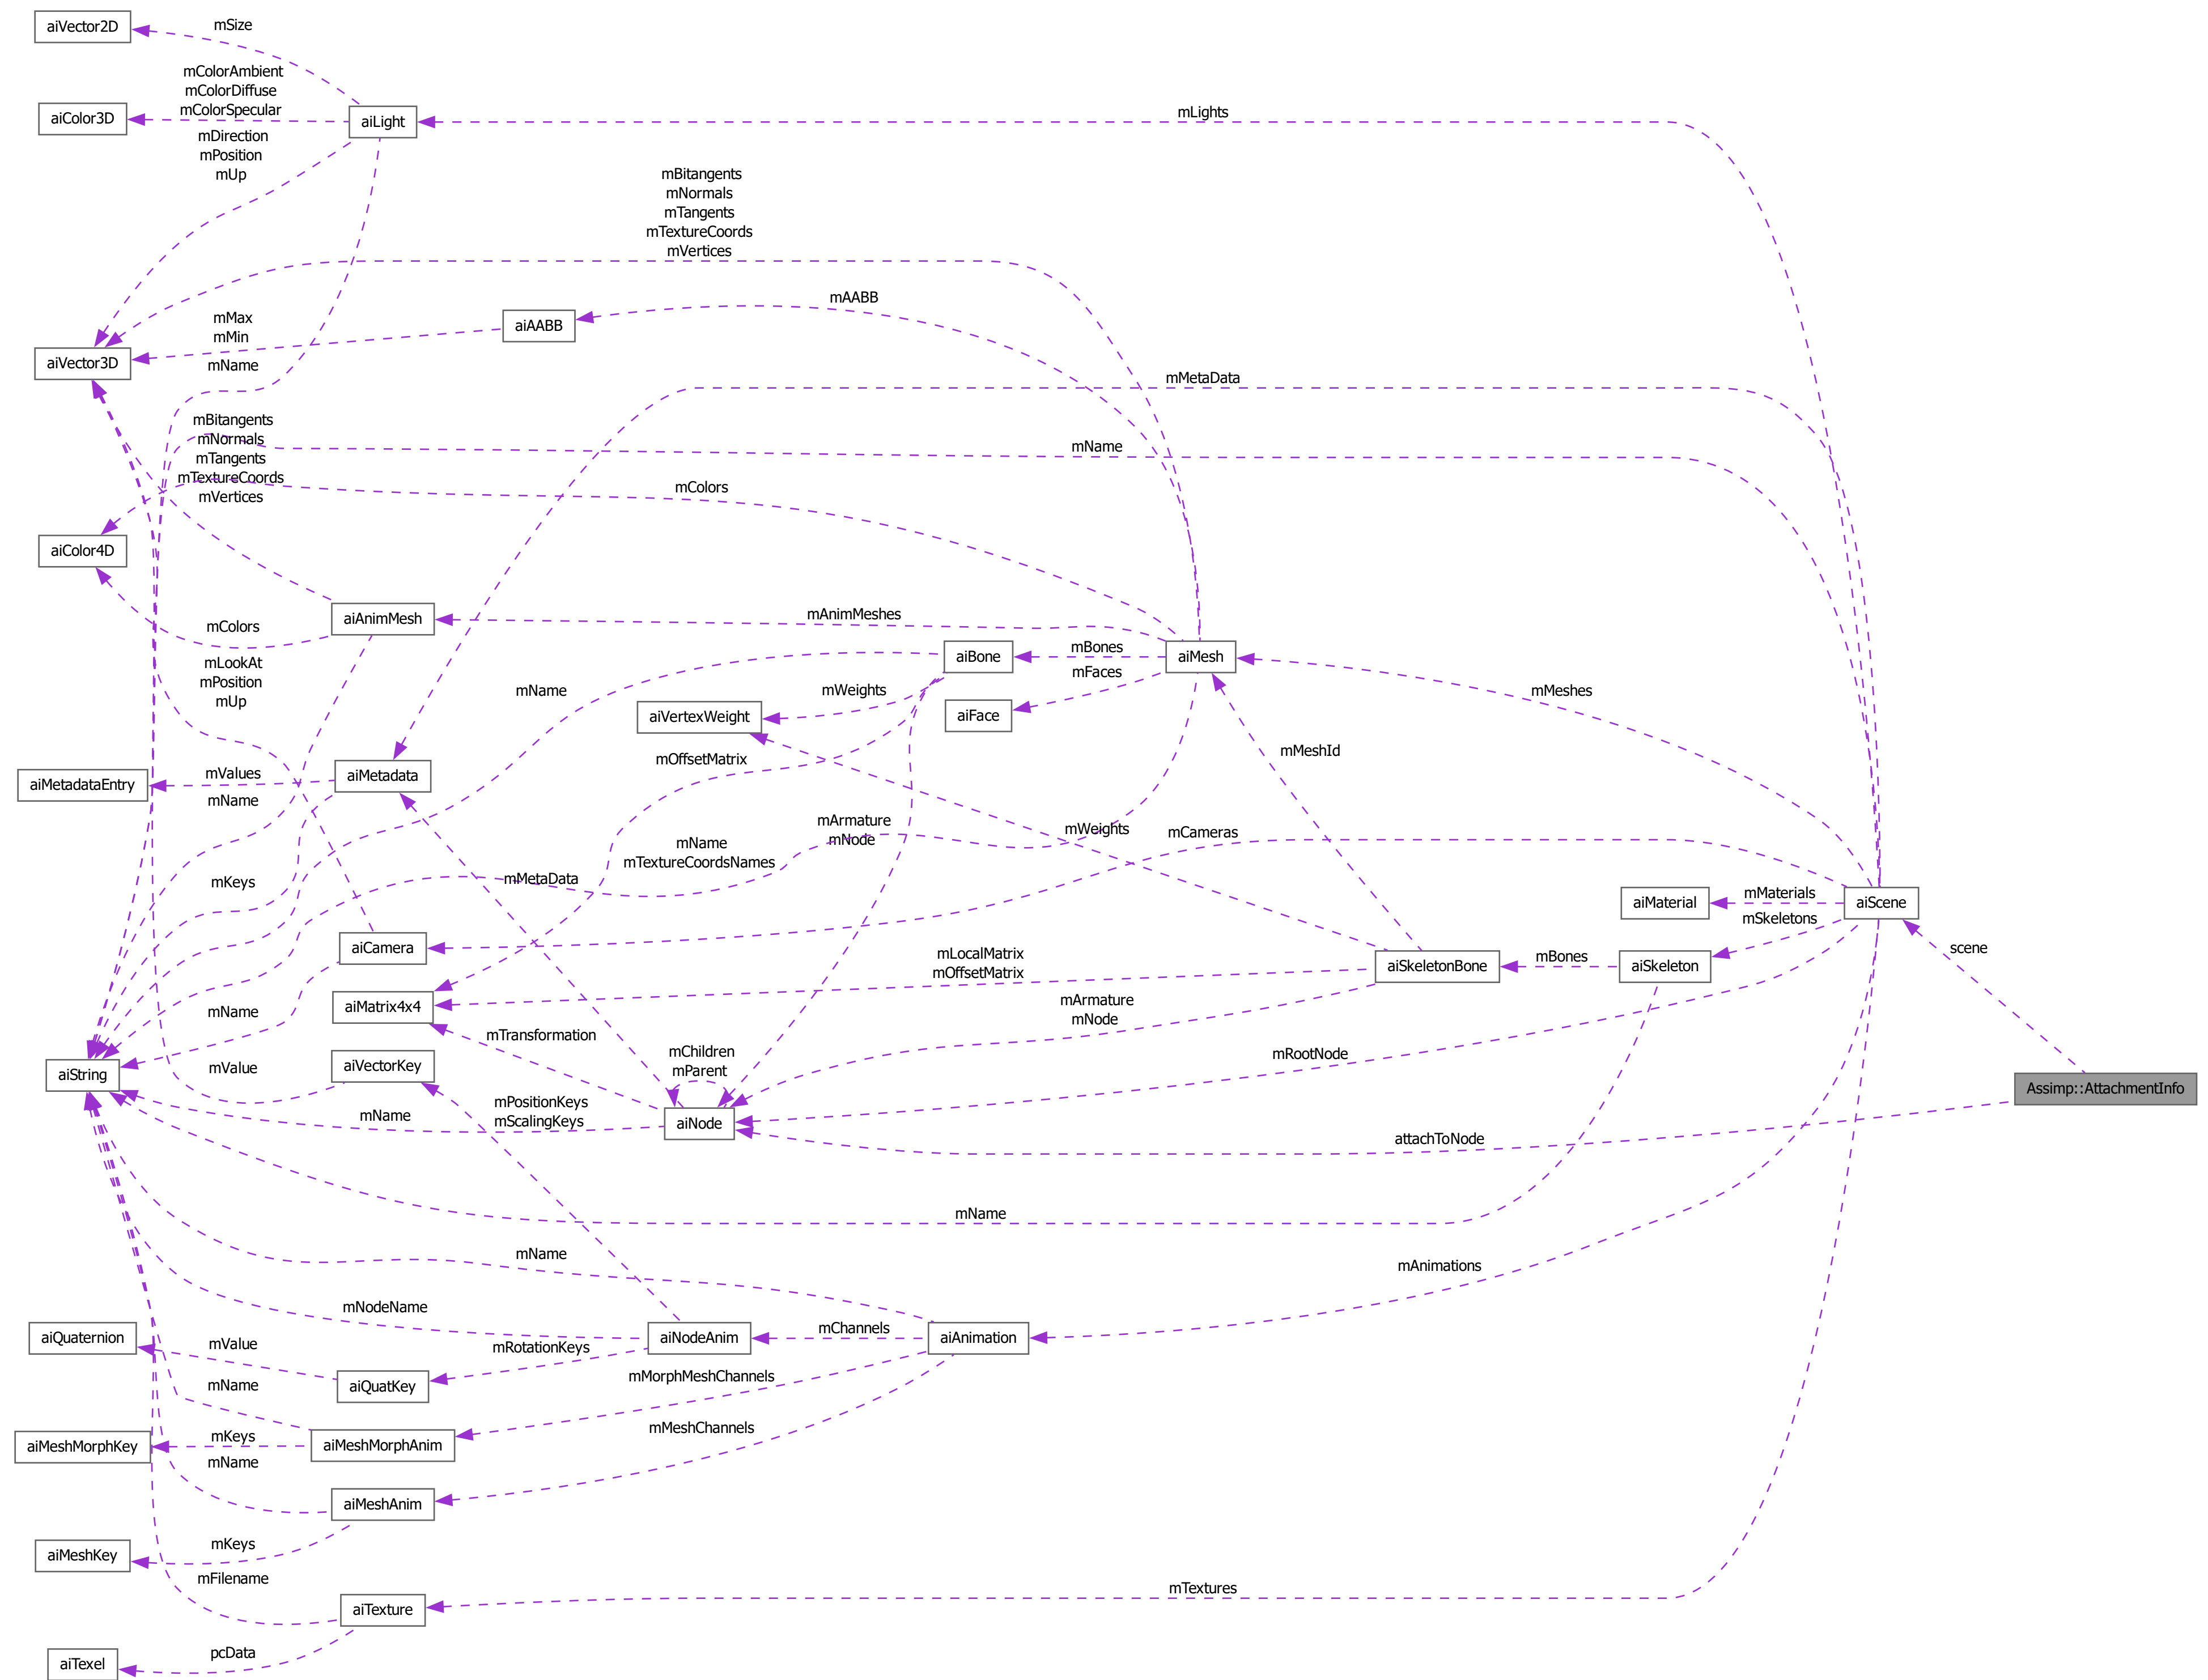 aiVector2D
mSize
mColorAmbient
mColorDiffuse
mColorSpecular
aiColor3D
aiLight
mLights
mDirection
mPosition
mUp
mBitangents
mNormals
mTangents
mTextureCoords
mVertices
mAABB
aiAABB
mMax
mMin
aiVector3D
mName
mMetaData
mBitangents
mNormals
mTangents
mTextureCoords
mVertices
mName
mColors
aiColor4D
aiAnimMesh
mAnimMeshes
mColors
mBones
aiBone
aiMesh
mFaces
mLookAt
mPosition
mUp
mName
mWeights
mMeshes
aiVertexWeight
aiFace
mMeshId
mOffsetMatrix
aiMetadataEntry
mValues
aiMetadata
mName
mArmature
mNode
mWeights
mCameras
mName
mTextureCoordsNames
mKeys
mMetaData
aiMaterial
mMaterials
aiScene
mSkeletons
aiCamera
mLocalMatrix
mOffsetMatrix
aiSkeletonBone
mBones
aiSkeleton
scene
aiMatrix4x4
mName
mTransformation
mArmature
mNode
mChildren
mParent
mRootNode
aiString
mValue
aiVectorKey
Assimp::AttachmentInfo
mPositionKeys
mScalingKeys
mName
aiNode
attachToNode
mName
mName
mAnimations
mNodeName
aiQuaternion
mValue
aiNodeAnim
mChannels
aiAnimation
mRotationKeys
aiQuatKey
mName
mMorphMeshChannels
aiMeshMorphKey
mKeys
aiMeshMorphAnim
mMeshChannels
mName
aiMeshAnim
aiMeshKey
mKeys
mFilename
mTextures
aiTexture
aiTexel
pcData